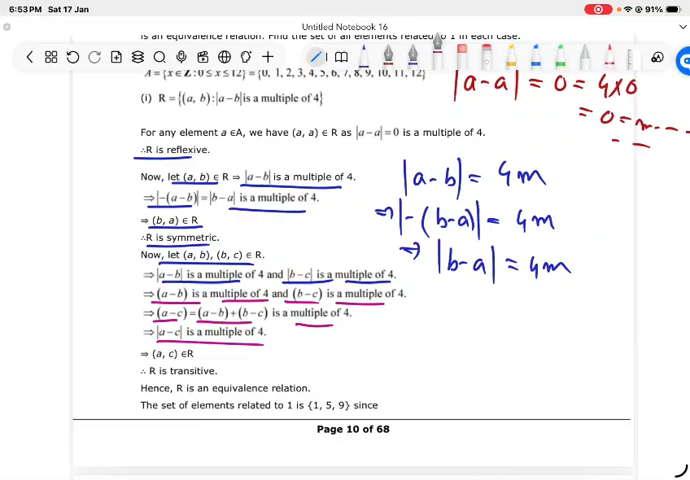 6:53 PM Sat 17 Jan
91%
Untitled Notebook 16
is an equivalence relation. Find the set of all elements related to 1 in each case.
A = {x ∈ Z : 0 ≤ x ≤ 12} = {0, 1, 2, 3, 4, 5, 6, 7, 8, 9, 10, 11, 12}
|a-a| = 0 = 4×0
(i) R = {(a, b) : |a−b| is a multiple of 4}
For any element a ∈A, we have (a, a) ∈ R as |a−a| = 0 is a multiple of 4.
∴R is reflexive.
Now, let (a, b) ∈ R ⇒ |a−b| is a multiple of 4.
|a-b| = 4m
⇒ |−(a−b)| = |b−a| is a multiple of 4.
⇒ |-(b-a)| = 4m
⇒ (b, a) ∈ R
∴R is symmetric.
Now, let (a, b), (b, c) ∈ R.
⇒ |b-a| = 4m
⇒ |a−b| is a multiple of 4 and |b−c| is a multiple of 4.
⇒ (a−b) is a multiple of 4 and (b−c) is a multiple of 4.
⇒ (a−c) = (a−b) + (b−c) is a multiple of 4.
⇒ |a−c| is a multiple of 4.
⇒ (a, c) ∈R
∴ R is transitive.
Hence, R is an equivalence relation.
The set of elements related to 1 is {1, 5, 9} since
Page 10 of 68